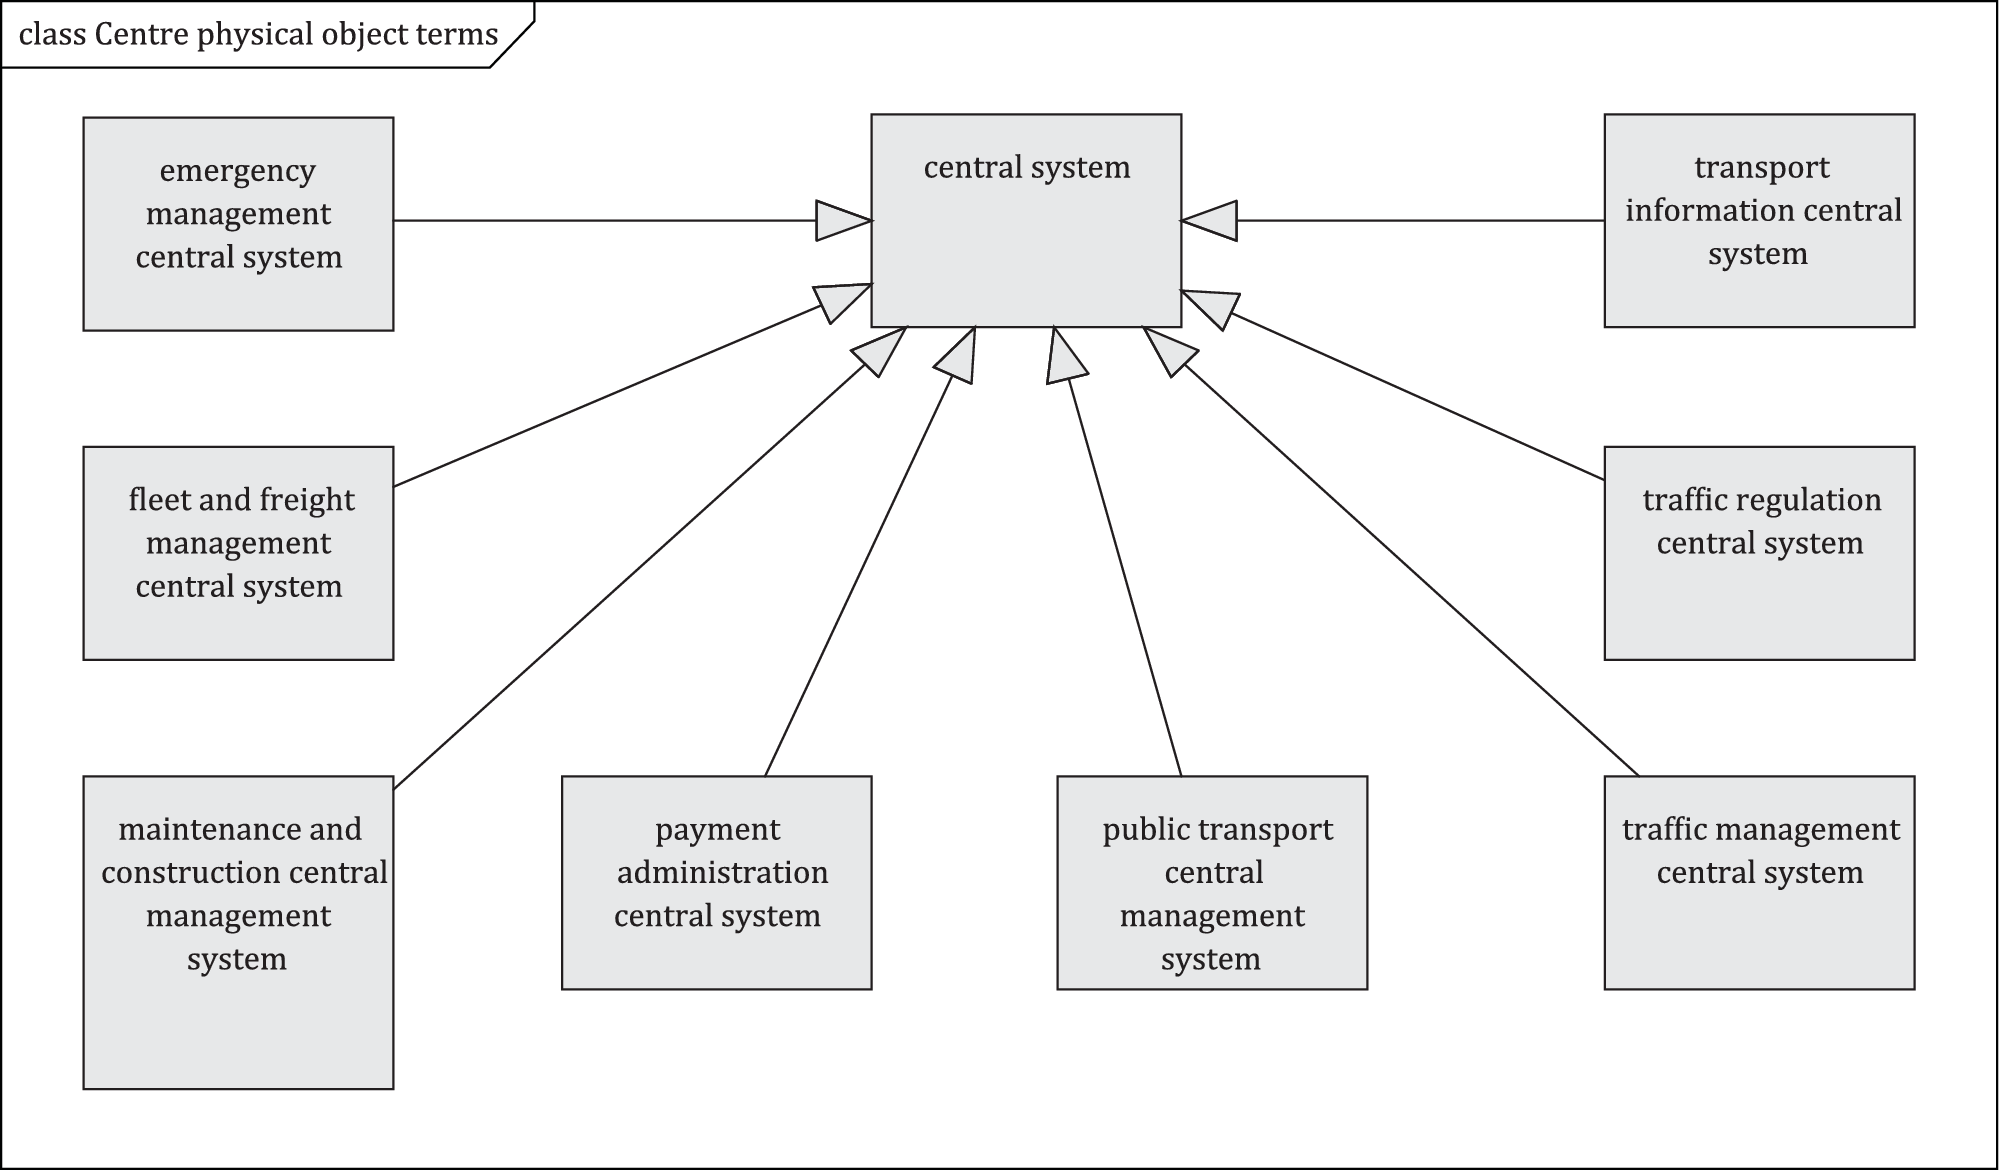 class Centre physical object terms
emergency
management
central system
central system
transport
information central
system
fleet and freight
management
central system
traffic regulation
central system
maintenance and
construction central
management
system
payment
administration
central system
public transport
central
management
system
traffic management
central system